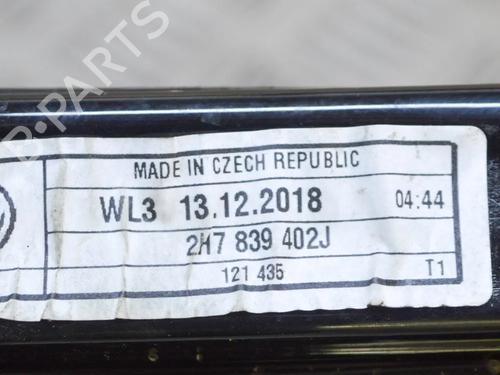 MADE IN CZECH REPUBLIC
WL3 13.12.2018 04:44
2H7 839 402J
121 435 T1
B-PARTS